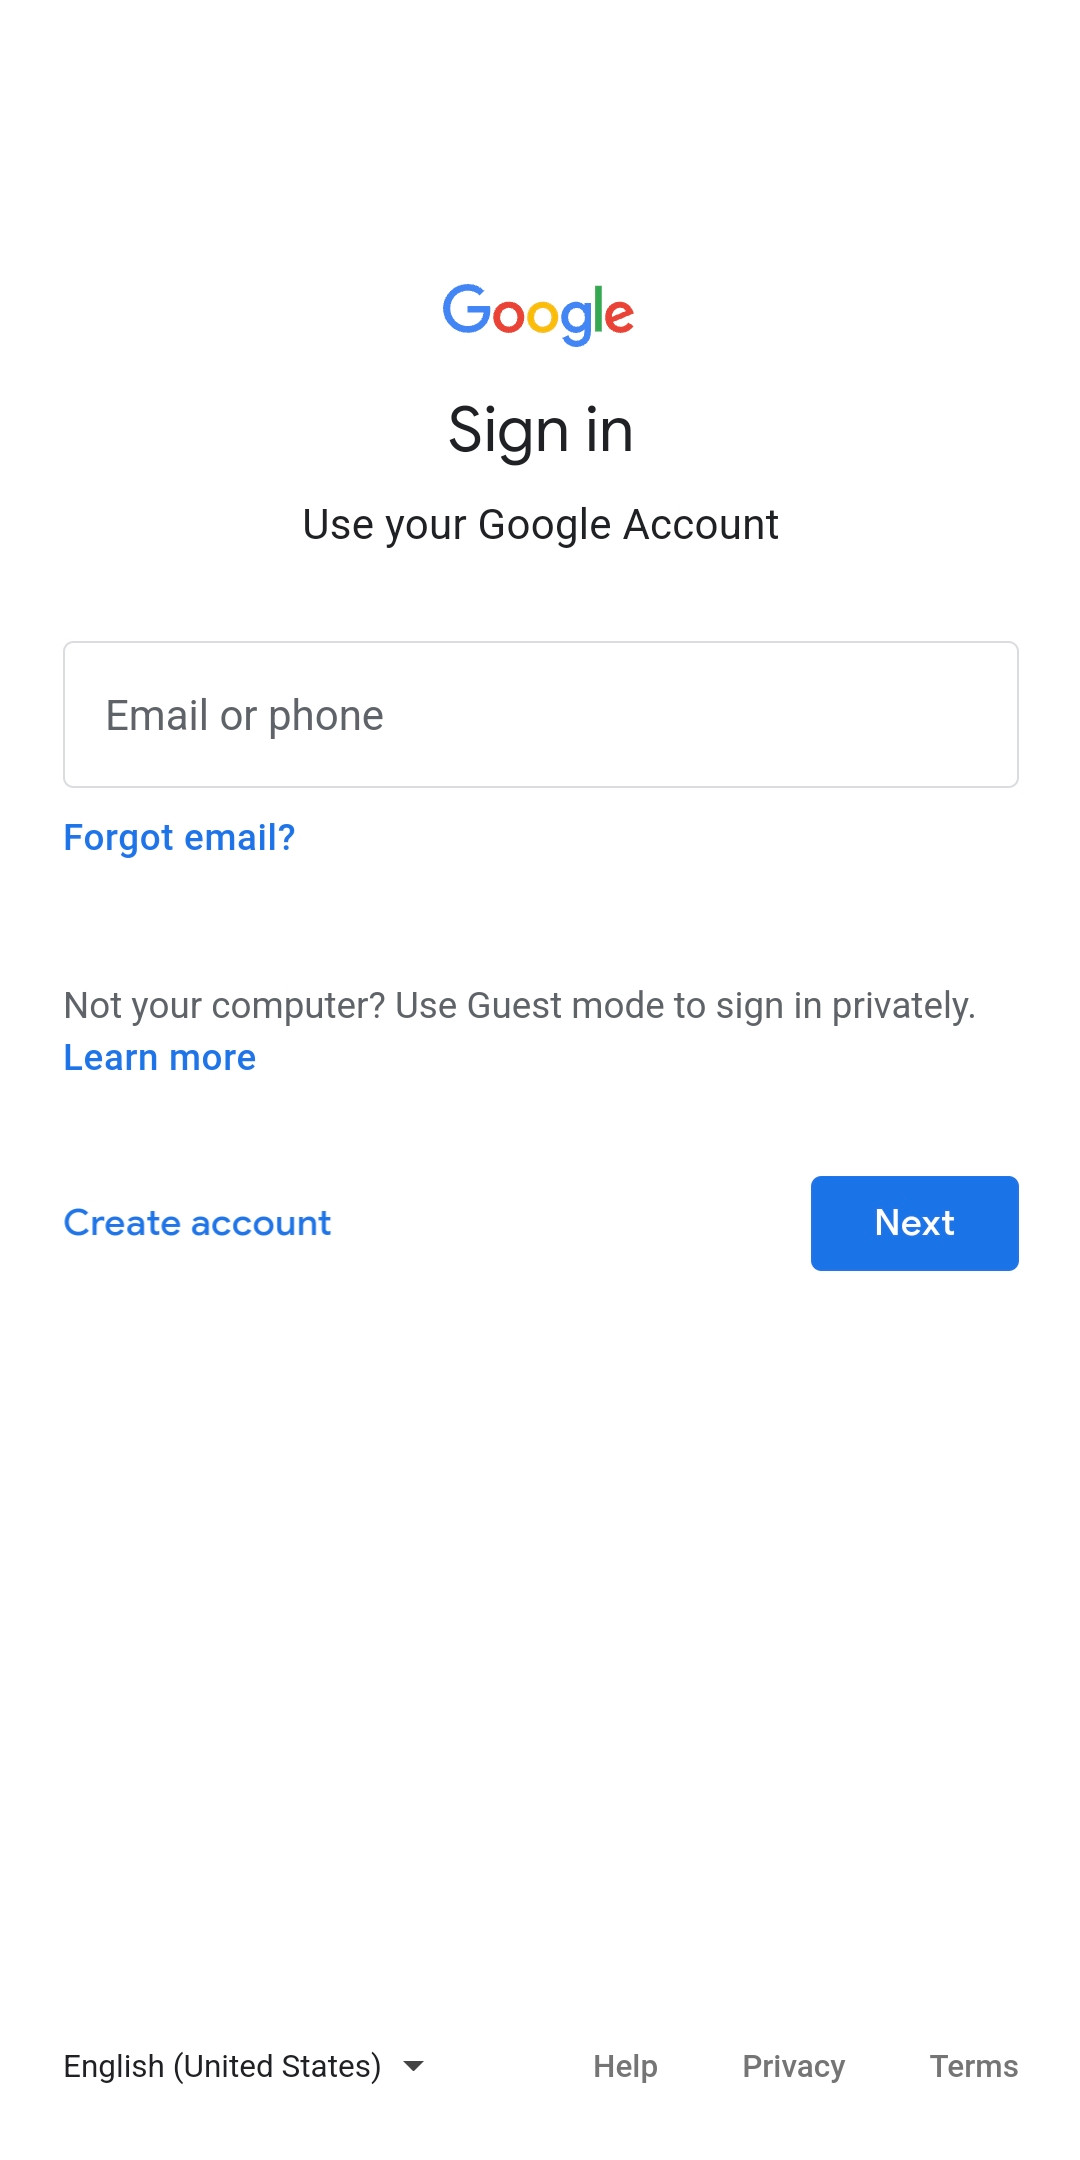 Google
Sign in
Use your Google Account
Email or phone
Forgot email?
Not your computer? Use Guest mode to sign in privately.
Learn more
Create account
Next
English (United States)
Help
Privacy
Terms